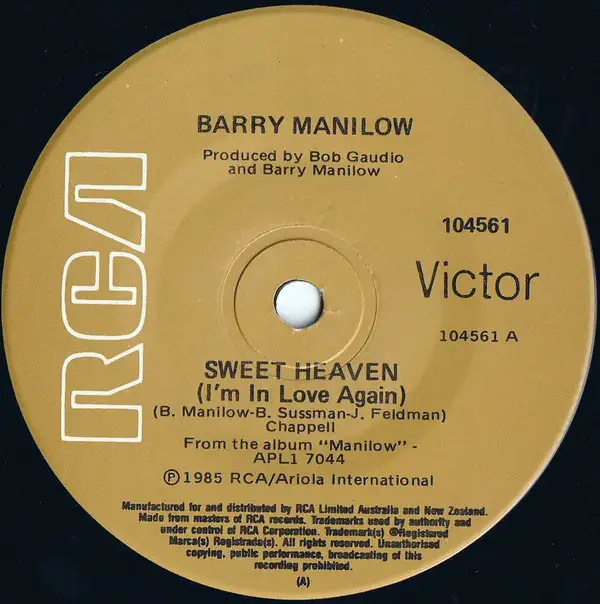 BARRY MANILOW
Produced by Bob Gaudio
and Barry Manilow
RCA
104561
Victor
104561 A
SWEET HEAVEN
(I'm In Love Again)
(B. Manilow-B. Sussman-J. Feldman)
Chappell
From the album "Manilow" -
APL1 7044
Ⓟ 1985 RCA/Ariola International
Manufactured for and distributed by RCA Limited Australia and New Zealand.
Made from masters of RCA records. Trademarks used by authority and
under control of RCA Corporation. Trademark(s) ®Registered
Marca(s) Registrada(s). All rights reserved. Unauthorised
copying, public performance, broadcasting of this
recording prohibited.
(A)